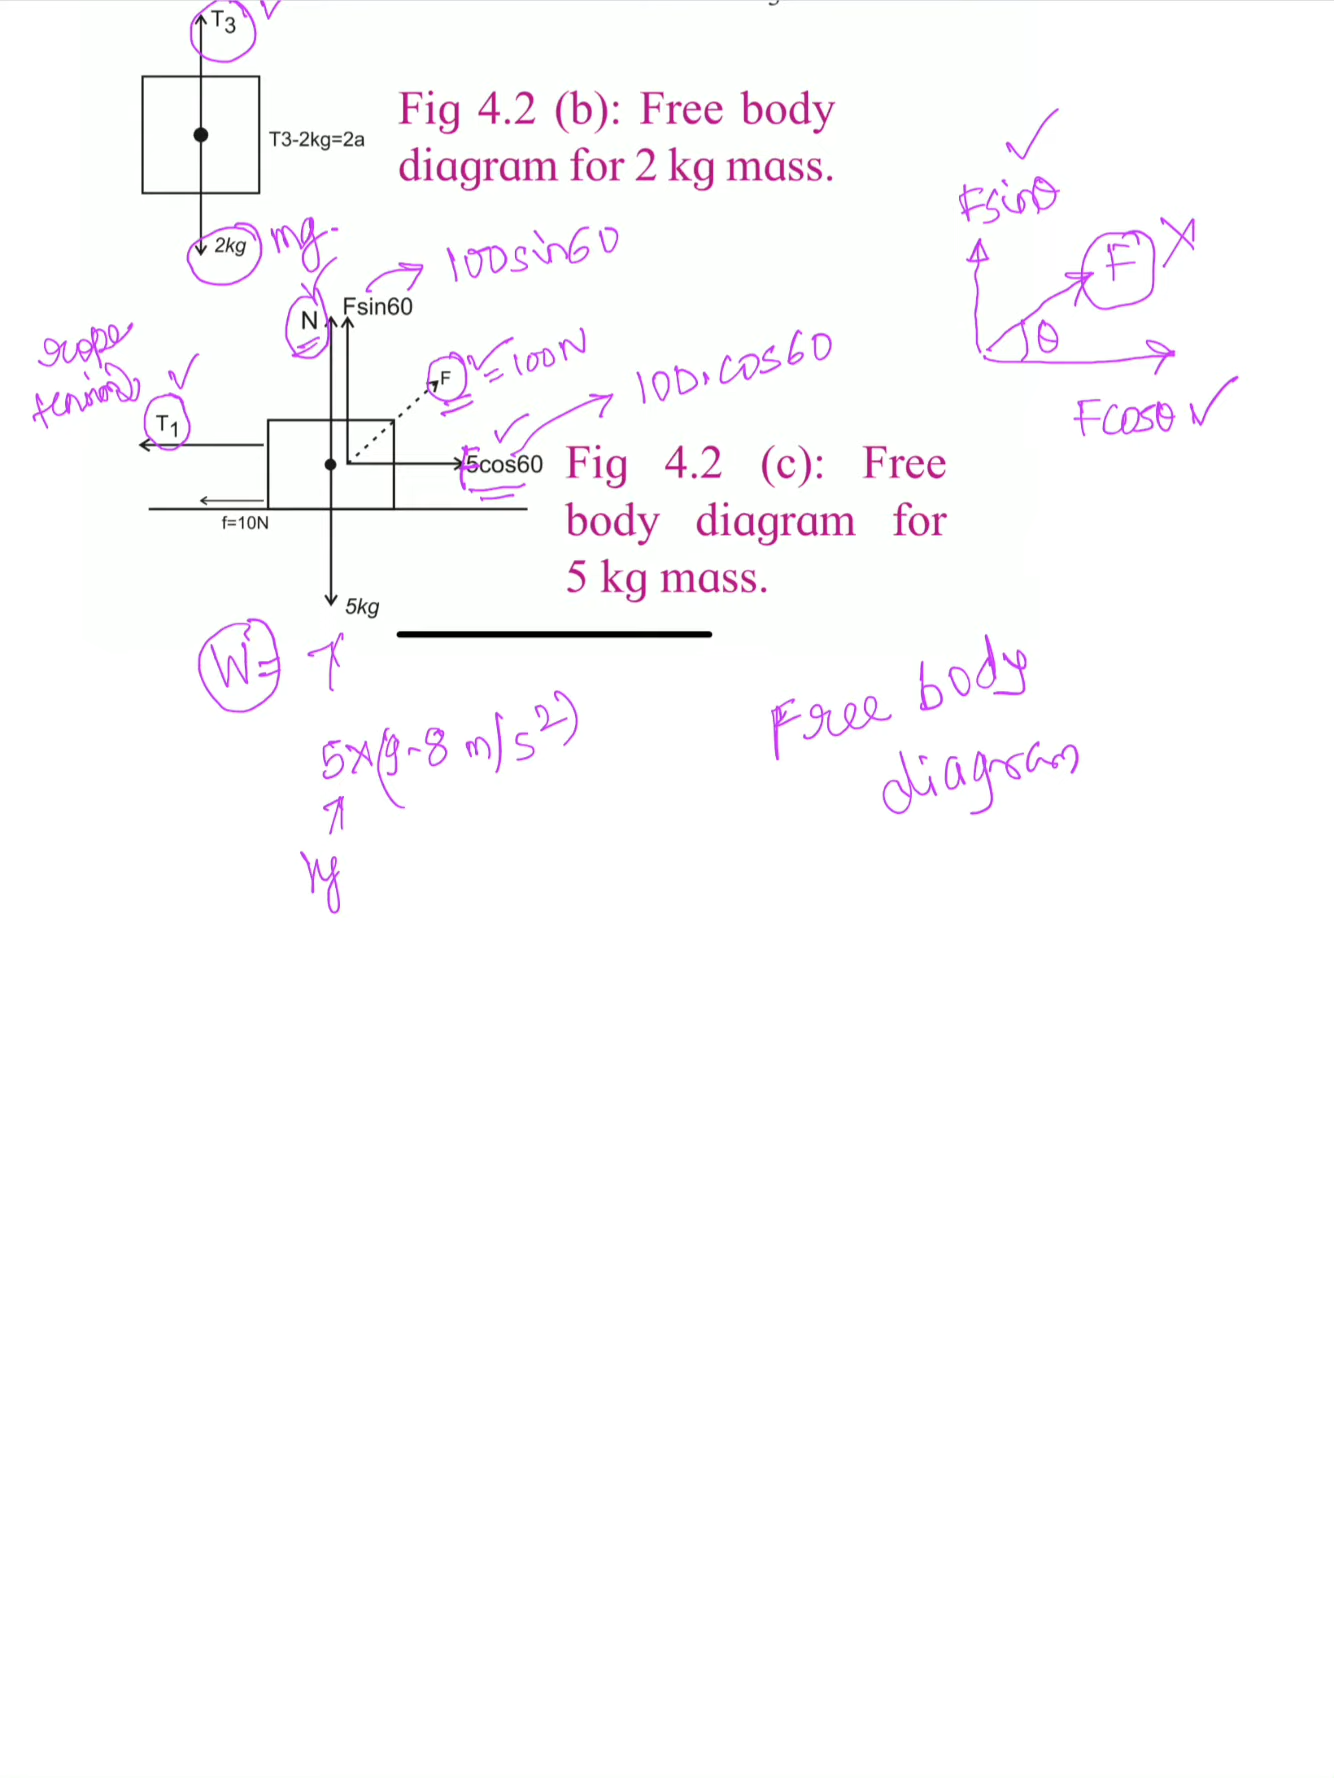 T3
Fig 4.2 (b): Free body
diagram for 2 kg mass.
T3-2kg=2a
2kg
mg.
Fsinθ
F
θ
Fcosθ
100sin60
Fsin60
N
rope
tension
T1
F
=100N
100.cos60
5cos60
Fig 4.2 (c): Free
body diagram for
5 kg mass.
f=10N
5kg
W=
5x(9.8 m/s2)
kg
Free body
diagram